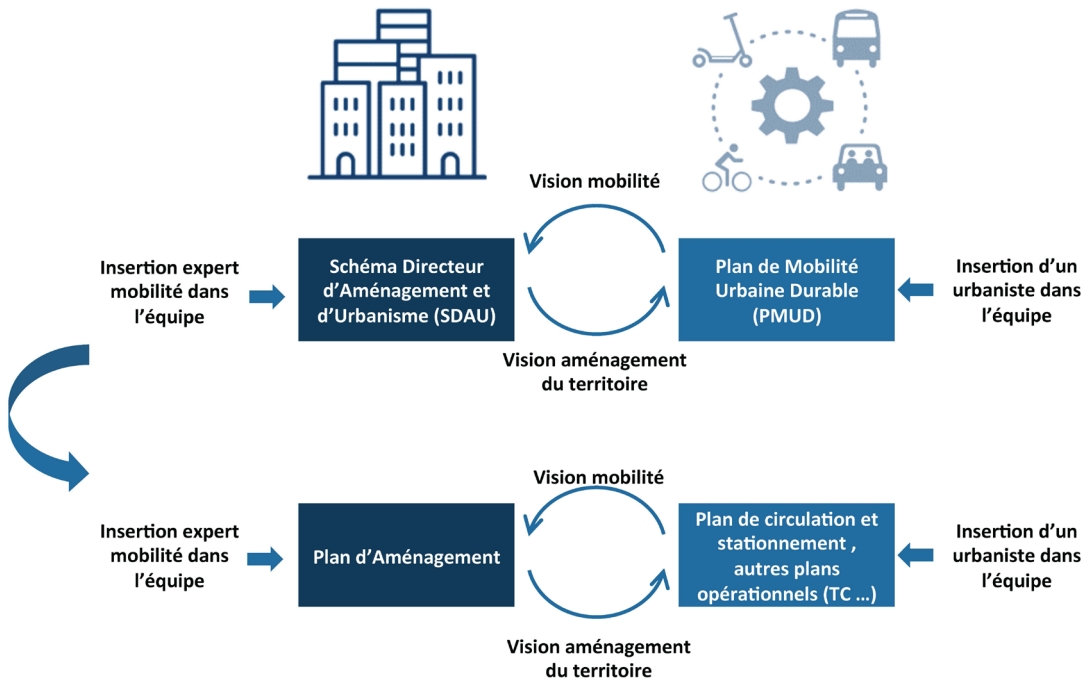 Vision mobilité
Insertion expert
mobilité dans
l'équipe
Schéma Directeur
d'Aménagement et
d'Urbanisme (SDAU)
Plan de Mobilité
Urbaine Durable
(PMUD)
Insertion d'un
urbaniste dans
l'équipe
Vision aménagement
du territoire
Vision mobilité
Insertion expert
mobilité dans
l'équipe
Plan d'Aménagement
Plan de circulation et
stationnement ,
autres plans
opérationnels (TC ...)
Insertion d'un
urbaniste dans
l'équipe
Vision aménagement
du territoire